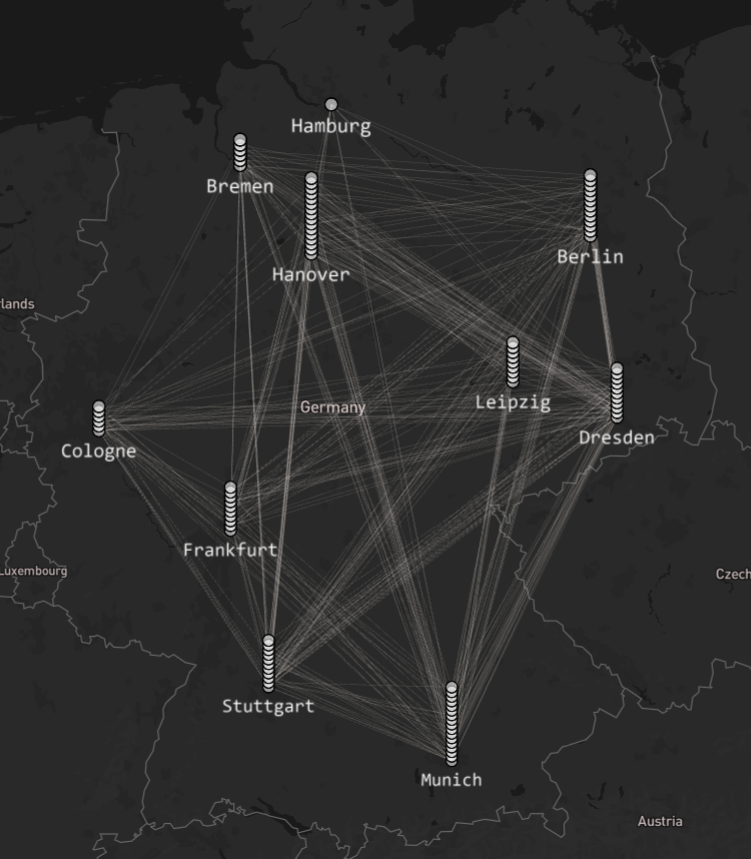 Hamburg
Bremen
Hanover
Berlin
lands
Leipzig
Germany
Dresden
Cologne
Frankfurt
Luxembourg
Czech
Stuttgart
Munich
Austria